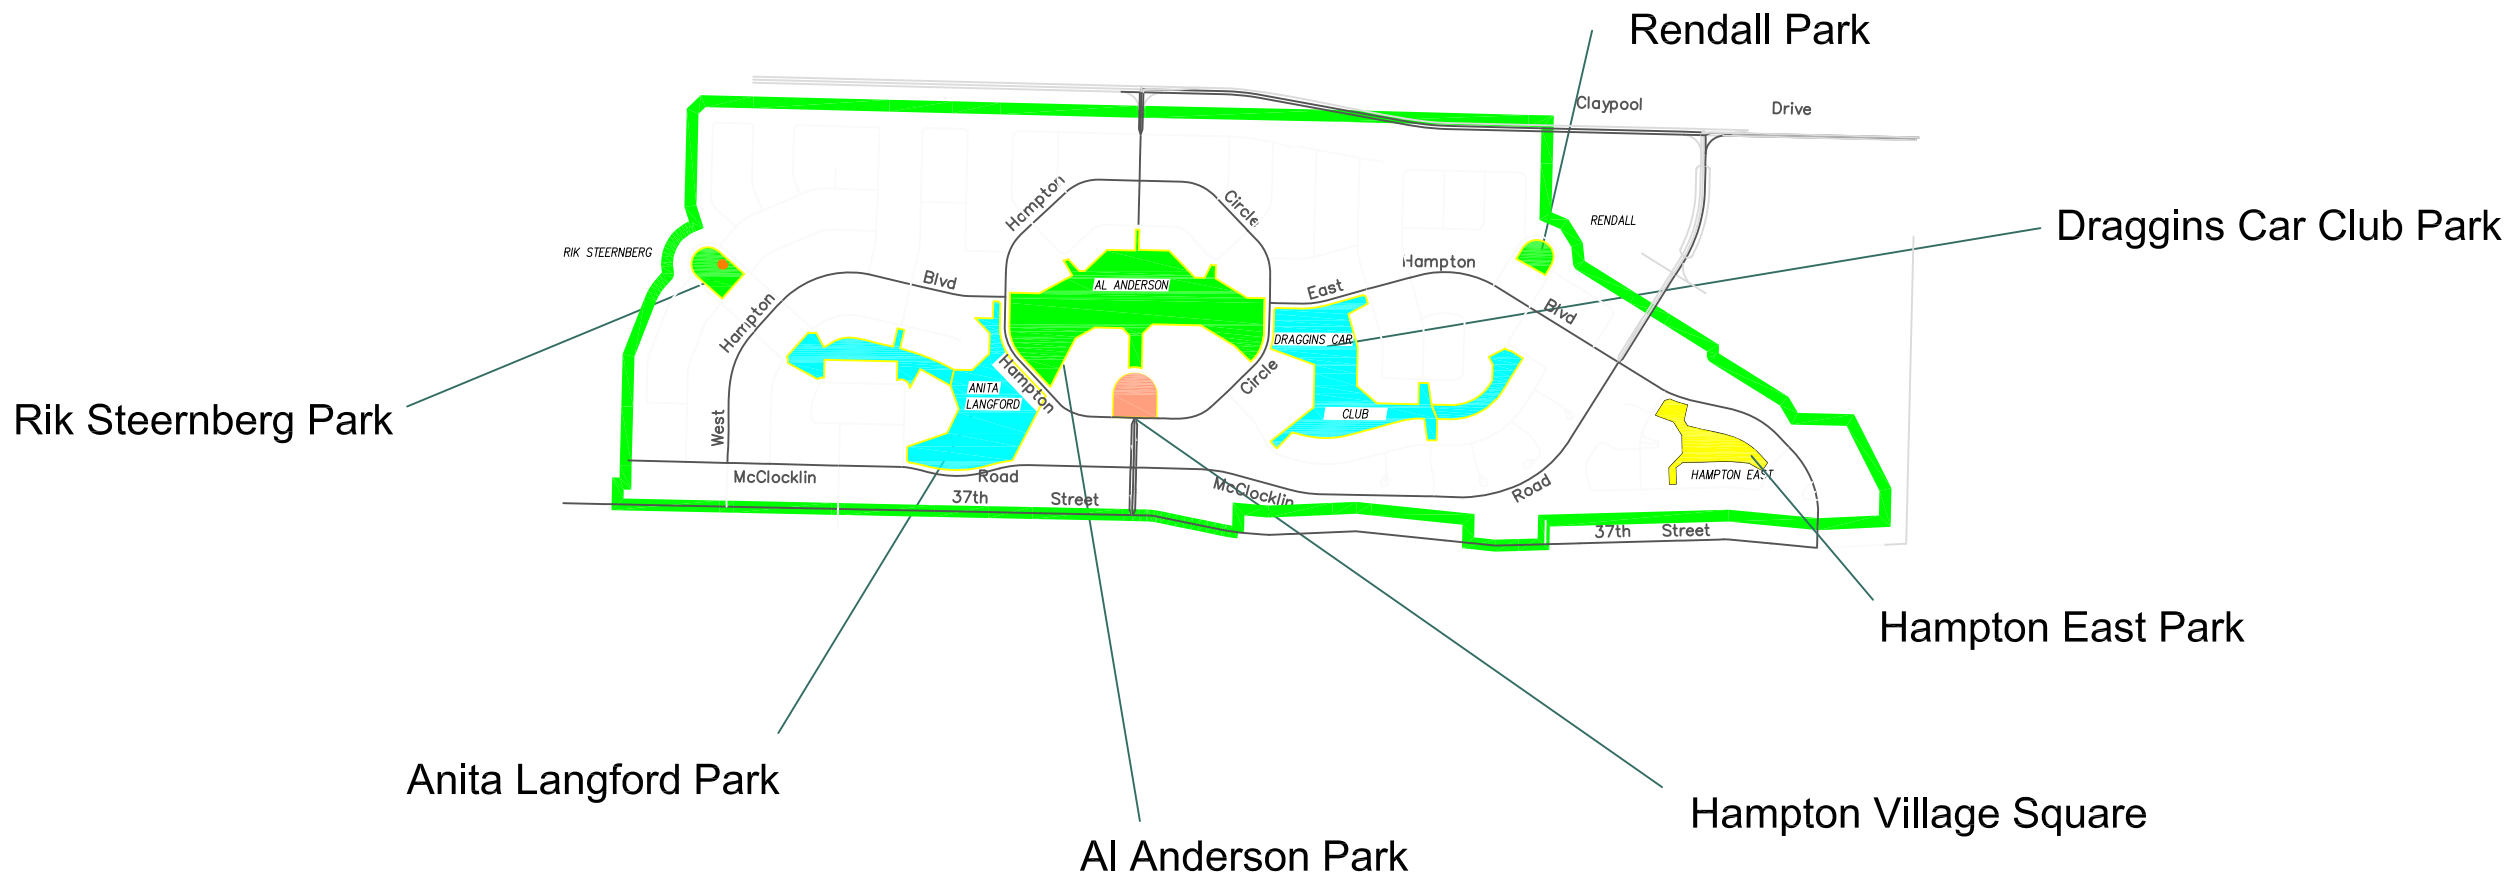 Rendall Park
Claypool Drive
Hampton Circle
RENDALL
Draggins Car Club Park
RIK STEERNBERG
Hampton
East
Blvd
AL ANDERSON
Hampton
Blvd
DRAGGINS CAR
Hampton
Circle
ANITA
LANGFORD
CLUB
Rik Steernberg Park
West
McClocklin Road
HAMPTON EAST
37th Street
McClocklin
Road
37th Street
Hampton East Park
Anita Langford Park
Hampton Village Square
Al Anderson Park